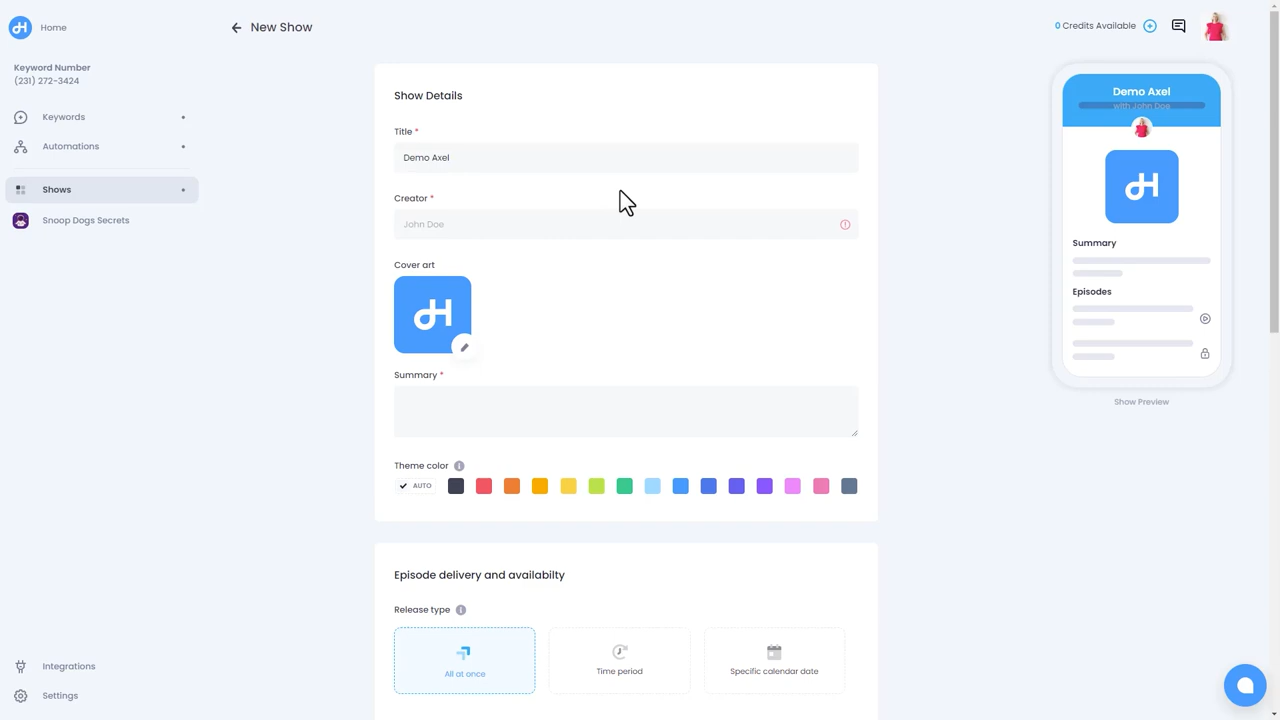 Home
New Show
0 Credits Available
Keyword Number
(231) 272-3424
Keywords
Automations
Shows
Snoop Dogs Secrets
Integrations
Settings
Show Details
Title *
Demo Axel
Creator *
John Doe
Cover art
Summary *
Theme color
AUTO
Episode delivery and availabilty
Release type
All at once
Time period
Specific calendar date
Demo Axel
with John Doe
Summary
Episodes
Show Preview